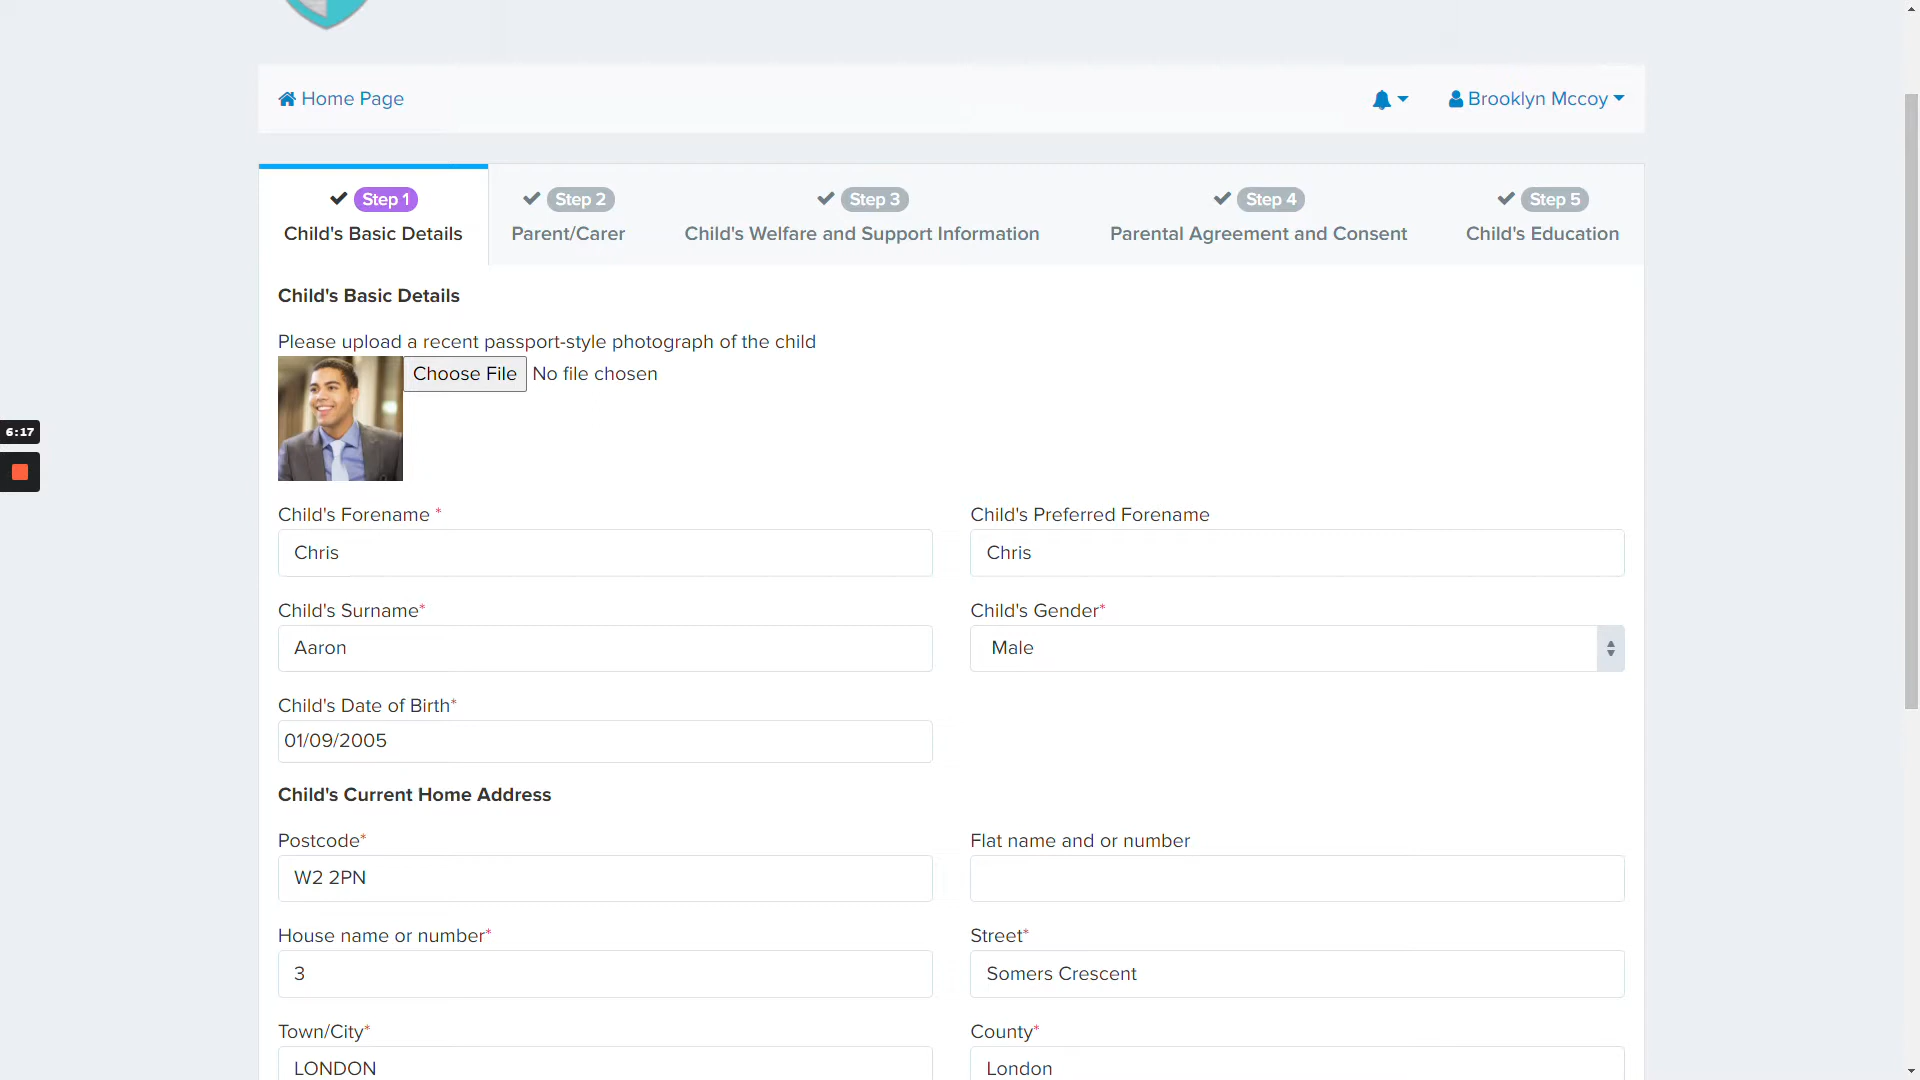 Home Page
Brooklyn Mccoy
Step 1
Child's Basic Details
Step 2
Parent/Carer
Step 3
Child's Welfare and Support Information
Step 4
Parental Agreement and Consent
Step 5
Child's Education
Child's Basic Details
Please upload a recent passport-style photograph of the child
Choose File No file chosen
6:17
Child's Forename *
Chris
Child's Preferred Forename
Chris
Child's Surname*
Aaron
Child's Gender*
Male
Child's Date of Birth*
01/09/2005
Child's Current Home Address
Postcode*
W2 2PN
Flat name and or number
House name or number*
3
Street*
Somers Crescent
Town/City*
LONDON
County*
London